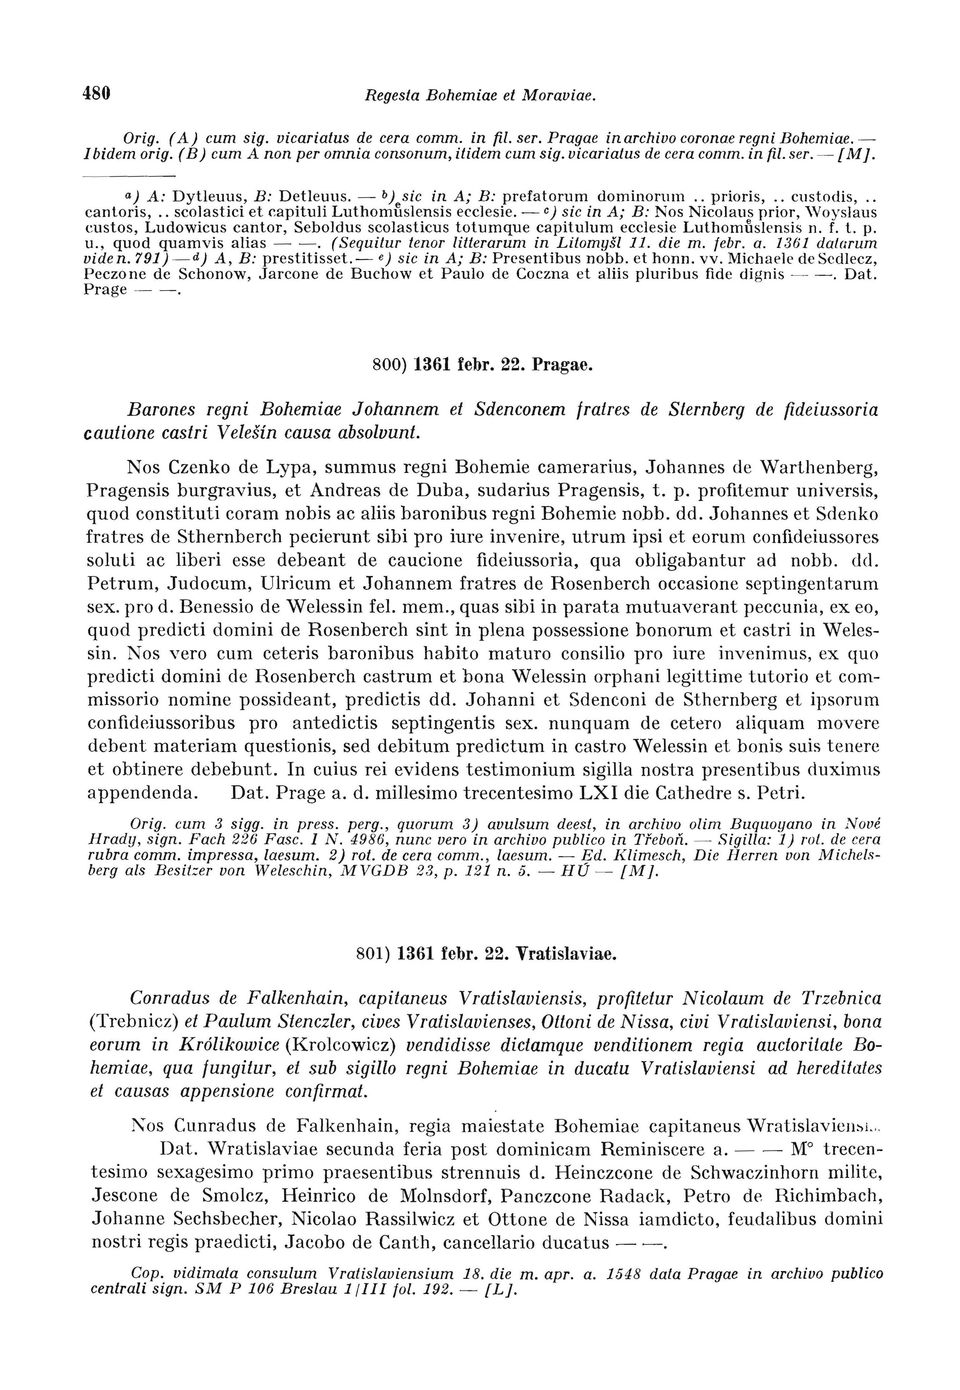 480 Regesta Bohemiae et Moraviae.
Orig. (A) cum sig. vicariatus de cera comm. in fil. ser. Pragae in archivo coronae regni Bohemiae. —
Ibidem orig. (B) cum A non per omnia consonum, itidem cum sig. vicariatus de cera comm. in fil. ser. — [M].
a) A: Dytleuus, B: Detleuus. — b) sic in A; B: prefatorum dominorum .. prioris, .. custodis, ..
cantoris, .. scolastici et capituli Luthomůslensis ecclesie. — c) sic in A; B: Nos Nicolaus prior, Woyslaus
custos, Ludowicus cantor, Seboldus scolasticus totumque capitulum ecclesie Luthomůslensis n. f. t. p.
u., quod quamvis alias — —. (Sequitur tenor litterarum in Litomyšl 11. die m. febr. a. 1361 datarum
vide n. 791) — d) A, B: prestitisset. — e) sic in A; B: Presentibus nobb. et honn. vv. Michaele de Sedlecz,
Peczone de Schonow, Jarcone de Buchow et Paulo de Coczna et aliis pluribus fide dignis — —. Dat.
Prage — —.
800) 1361 febr. 22. Pragae.
Barones regni Bohemiae Johannem et Sdenconem fratres de Sternberg de fideiussoria
cautione castri Velešín causa absolvunt.
Nos Czenko de Lypa, summus regni Bohemie camerarius, Johannes de Warthenberg,
Pragensis burgravius, et Andreas de Duba, sudarius Pragensis, t. p. profitemur universis,
quod constituti coram nobis ac aliis baronibus regni Bohemie nobb. dd. Johannes et Sdenko
fratres de Sthernberch pecierunt sibi pro iure invenire, utrum ipsi et eorum confideiussores
soluti ac liberi esse debeant de caucione fideiussoria, qua obligabantur ad nobb. dd.
Petrum, Judocum, Ulricum et Johannem fratres de Rosenberch occasione septingentarum
sex. pro d. Benessio de Welessin fel. mem., quas sibi in parata mutuaverant peccunia, ex eo,
quod predicti domini de Rosenberch sint in plena possessione bonorum et castri in Weles-
sin. Nos vero cum ceteris baronibus habito maturo consilio pro iure invenimus, ex quo
predicti domini de Rosenberch castrum et bona Welessin orphani legittime tutorio et com-
missorio nomine possideant, predictis dd. Johanni et Sdenconi de Sthernberg et ipsorum
confideiussoribus pro antedictis septingentis sex. nunquam de cetero aliquam movere
debent materiam questionis, sed debitum predictum in castro Welessin et bonis suis tenere
et obtinere debebunt. In cuius rei evidens testimonium sigilla nostra presentibus duximus
appendenda. Dat. Prage a. d. millesimo trecentesimo LXI die Cathedre s. Petri.
Orig. cum 3 sigg. in press. perg., quorum 3) avulsum deest, in archivo olim Buquoyano in Nové
Hrady, sign. Fach 226 Fasc. I N. 4986, nunc vero in archivo publico in Třeboň. — Sigilla: 1) rot. de cera
rubra comm. impressa, laesum. 2) rot. de cera comm., laesum. — Ed. Klimesch, Die Herren von Michels-
berg als Besitzer von Weleschin, MVGDB 23, p. 121 n. 5. — HÚ — [M].
801) 1361 febr. 22. Vratislaviae.
Conradus de Falkenhain, capitaneus Vratislaviensis, profitetur Nicolaum de Trzebnica
(Trebnicz) et Paulum Stenczler, cives Vratislavienses, Ottoni de Nissa, civi Vratislaviensi, bona
eorum in Królikowice (Krolcowicz) vendidisse dictamque venditionem regia auctoritate Bo-
hemiae, qua fungitur, et sub sigillo regni Bohemiae in ducatu Vratislaviensi ad hereditates
et causas appensione confirmat.
Nos Cunradus de Falkenhain, regia maiestate Bohemiae capitaneus Wratislaviensi..
Dat. Wratislaviae secunda feria post dominicam Reminiscere a. — — M° trecen-
tesimo sexagesimo primo praesentibus strennuis d. Heinczcone de Schwaczinhorn milite,
Jescone de Smolcz, Heinrico de Molnsdorf, Panczcone Radack, Petro de Richimbach,
Johanne Sechsbecher, Nicolao Rassilwicz et Ottone de Nissa iamdicto, feudalibus domini
nostri regis praedicti, Jacobo de Canth, cancellario ducatus — —.
Cop. vidimata consulum Vratislaviensium 18. die m. apr. a. 1548 data Pragae in archivo publico
centrali sign. SM P 106 Breslau 1/III fol. 192. — [L].